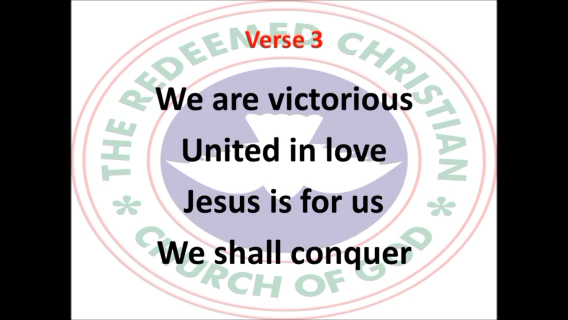 Verse 3
We are victorious
United in love
Jesus is for us
We shall conquer
THE REDEEMED CHRISTIAN
* CHURCH OF GOD *